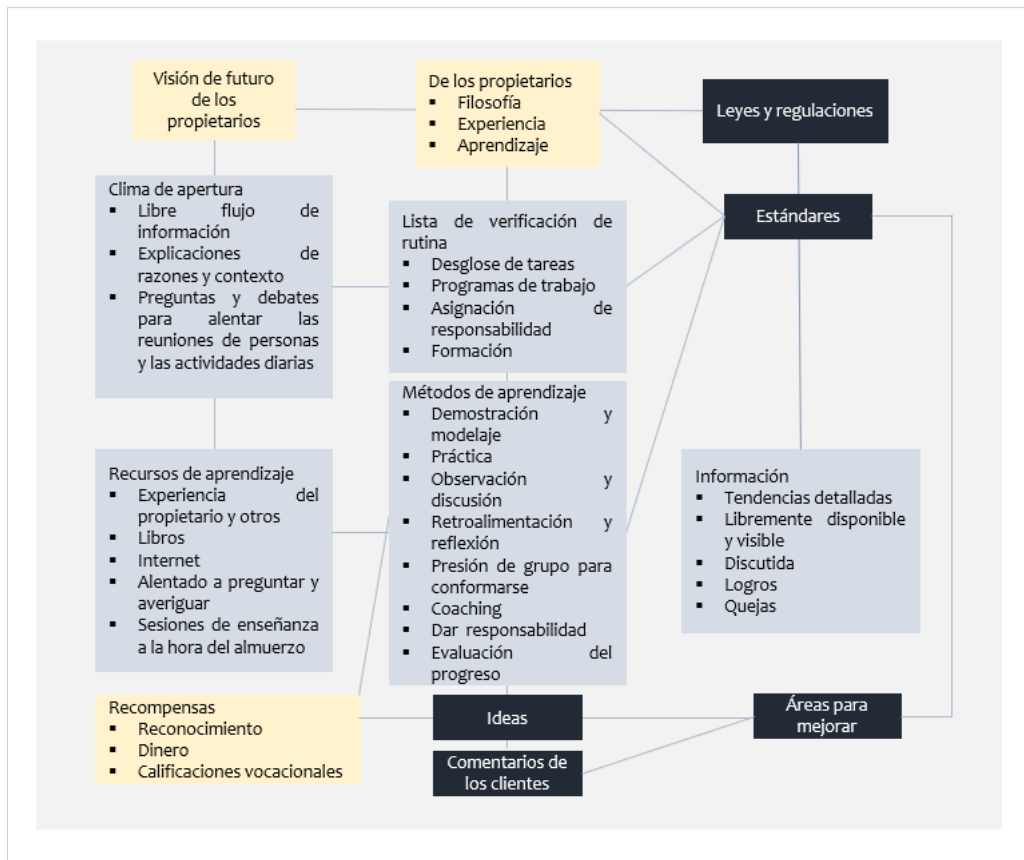 Visión de futuro
de los
propietarios
De los propietarios
▪ Filosofía
▪ Experiencia
▪ Aprendizaje
Leyes y regulaciones
Clima de apertura
▪ Libre flujo de
información
▪ Explicaciones de
razones y contexto
▪ Preguntas y debates
para alentar las
reuniones de personas
y las actividades diarias
Lista de verificación de
rutina
▪ Desglose de tareas
▪ Programas de trabajo
▪ Asignación de
responsabilidad
▪ Formación
Estándares
Métodos de aprendizaje
▪ Demostración y
modelaje
▪ Práctica
▪ Observación y
discusión
▪ Retroalimentación y
reflexión
▪ Presión de grupo para
conformarse
▪ Coaching
▪ Dar responsabilidad
▪ Evaluación del
progreso
Recursos de aprendizaje
▪ Experiencia del
propietario y otros
▪ Libros
▪ Internet
▪ Alentado a preguntar y
averiguar
▪ Sesiones de enseñanza
a la hora del almuerzo
Información
▪ Tendencias detalladas
▪ Libremente disponible
y visible
▪ Discutida
▪ Logros
▪ Quejas
Recompensas
▪ Reconocimiento
▪ Dinero
▪ Calificaciones vocacionales
Ideas
Comentarios de
los clientes
Áreas para
mejorar